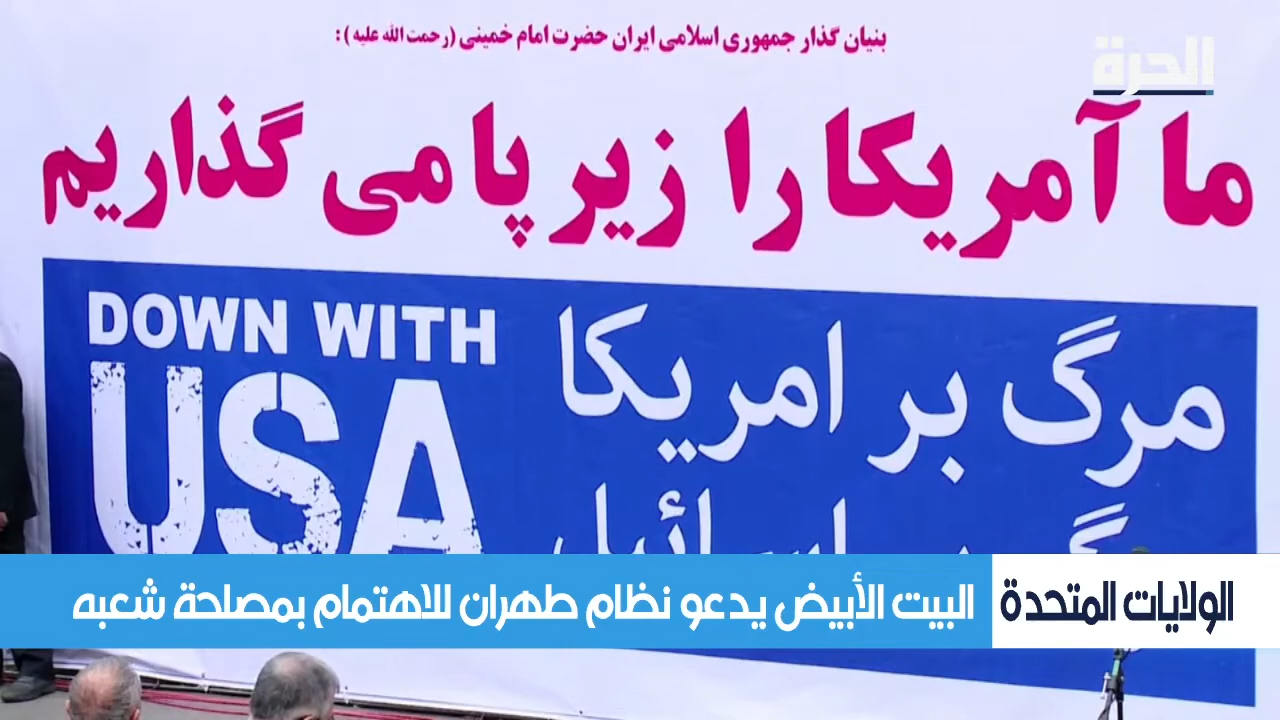 بنیان گذار جمهوری اسلامی ایران حضرت امام خمینی (رحمت الله علیه) :
الحرة
ما آمریکا را زیر پا می گذاریم
DOWN WITH
USA
مرگ بر امریکا
الولايات المتحدة
البيت الأبيض يدعو نظام طهران للاهتمام بمصلحة شعبه